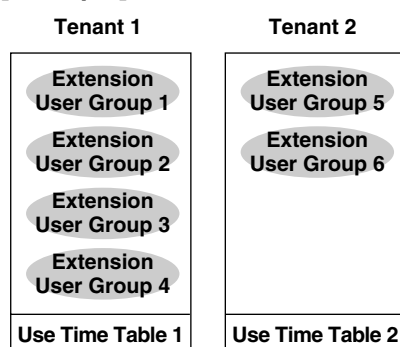 Tenant 1
Extension
User Group 1
Extension
User Group 2
Extension
User Group 3
Extension
User Group 4
Use Time Table 1
Tenant 2
Extension
User Group 5
Extension
User Group 6
Use Time Table 2